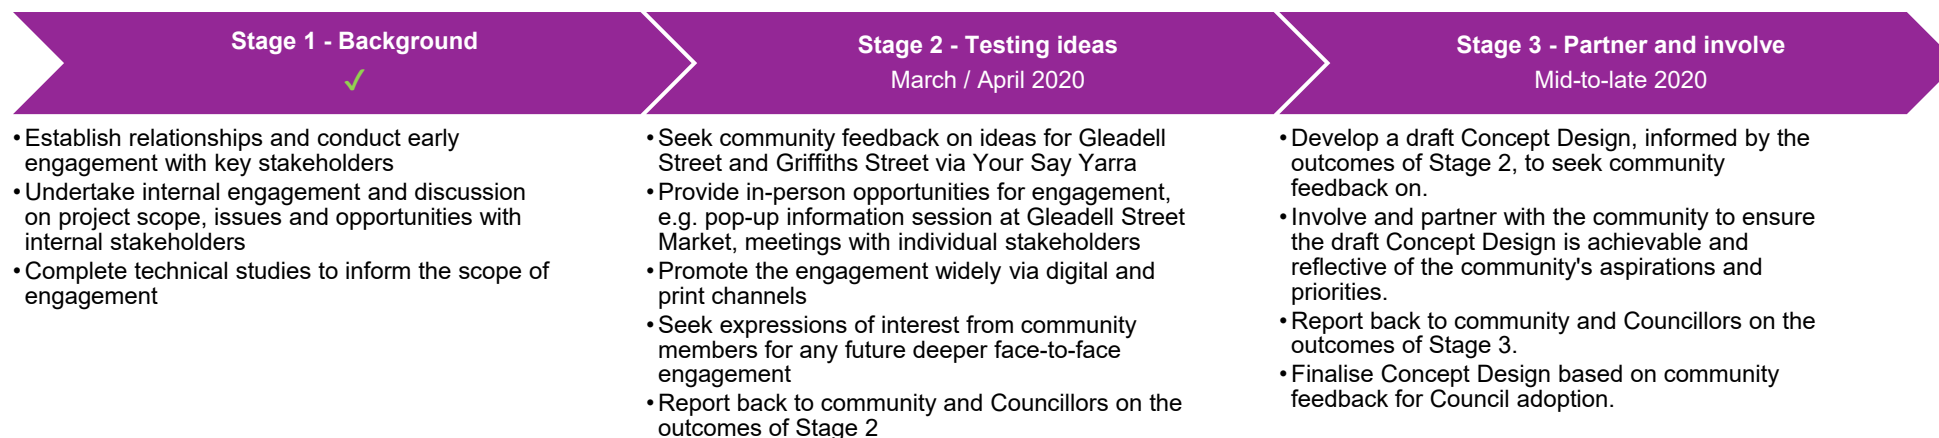 Stage 1 - Background
✓
• Establish relationships and conduct early
engagement with key stakeholders
• Undertake internal engagement and discussion
on project scope, issues and opportunities with
internal stakeholders
• Complete technical studies to inform the scope of
engagement
Stage 2 - Testing ideas
March / April 2020
• Seek community feedback on ideas for Gleadell
Street and Griffiths Street via Your Say Yarra
• Provide in-person opportunities for engagement,
e.g. pop-up information session at Gleadell Street
Market, meetings with individual stakeholders
• Promote the engagement widely via digital and
print channels
• Seek expressions of interest from community
members for any future deeper face-to-face
engagement
• Report back to community and Councillors on the
outcomes of Stage 2
Stage 3 - Partner and involve
Mid-to-late 2020
• Develop a draft Concept Design, informed by the
outcomes of Stage 2, to seek community
feedback on.
• Involve and partner with the community to ensure
the draft Concept Design is achievable and
reflective of the community's aspirations and
priorities.
• Report back to community and Councillors on the
outcomes of Stage 3.
• Finalise Concept Design based on community
feedback for Council adoption.